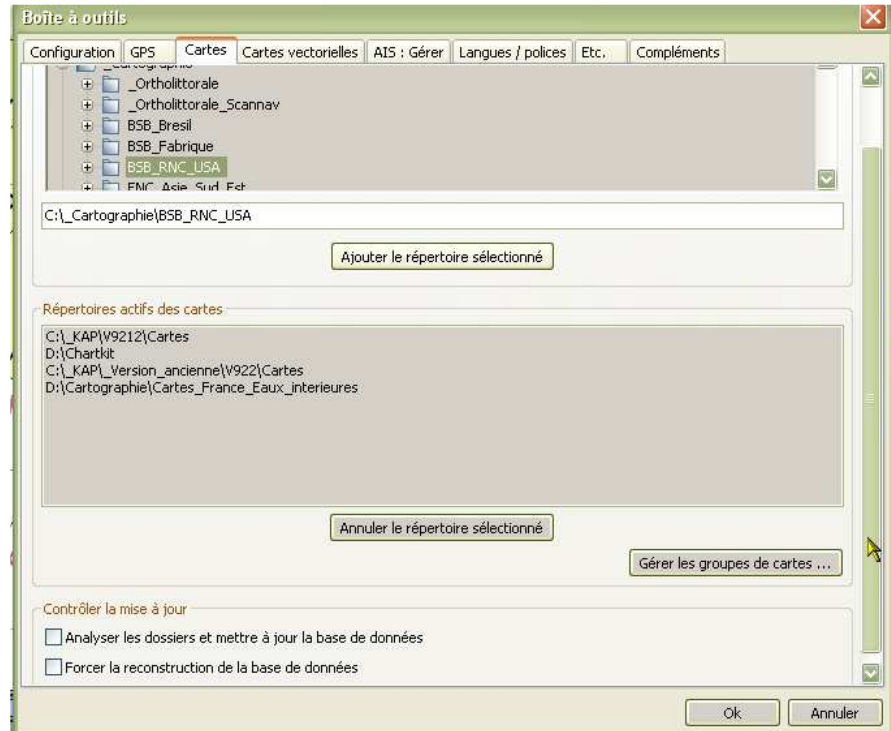 Boîte à outils
Configuration GPS Cartes Cartes vectorielles AIS : Gérer Langues / polices Etc. Compléments
_Cartographie
_Ortholittorale
_Ortholittorale_Scannav
BSB_Bresil
BSB_Fabrique
BSB_RNC_USA
ENC_Asie_Sud_Est
C:\_Cartographie\BSB_RNC_USA
Ajouter le répertoire sélectionné
Répertoires actifs des cartes
C:\_KAP\V9212\Cartes
D:\Chartkit
C:\_KAP\_Version_ancienne\V922\Cartes
D:\Cartographie\Cartes_France_Eaux_interieures
Annuler le répertoire sélectionné
Gérer les groupes de cartes ...
Contrôler la mise à jour
Analyser les dossiers et mettre à jour la base de données
Forcer la reconstruction de la base de données
Ok Annuler